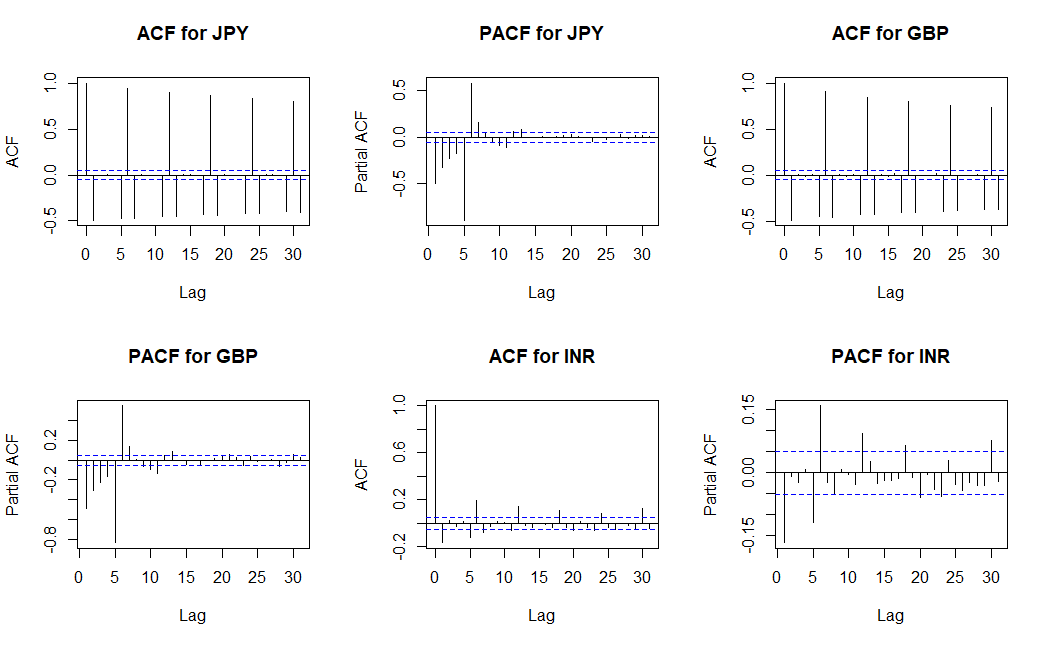 ACF for JPY
ACF
1.0
0.5
0.0
-0.5
0 5 10 15 20 25 30
Lag
PACF for JPY
Partial ACF
0.5
0.0
-0.5
0 5 10 15 20 25 30
Lag
ACF for GBP
ACF
1.0
0.5
0.0
-0.5
0 5 10 15 20 25 30
Lag
PACF for GBP
Partial ACF
0.2
-0.2
-0.8
0 5 10 15 20 25 30
Lag
ACF for INR
ACF
1.0
0.6
0.2
-0.2
0 5 10 15 20 25 30
Lag
PACF for INR
Partial ACF
0.15
0.00
-0.15
0 5 10 15 20 25 30
Lag